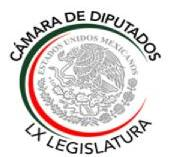 CÁMARA DE DIPUTADOS
ESTADOS UNIDOS MEXICANOS
LX LEGISLATURA